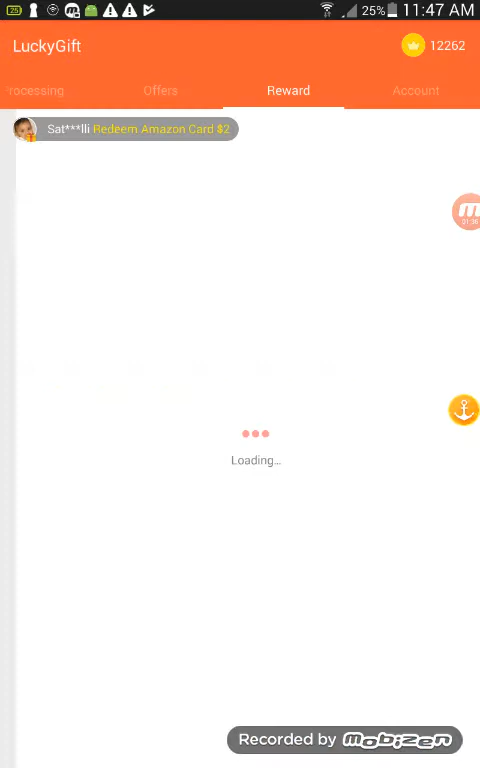 25
25% 11:47 AM
LuckyGift
12262
rocessing
Offers
Reward
Account
Sat***lli Redeem Amazon Card $2
Loading...
Recorded by mobizen